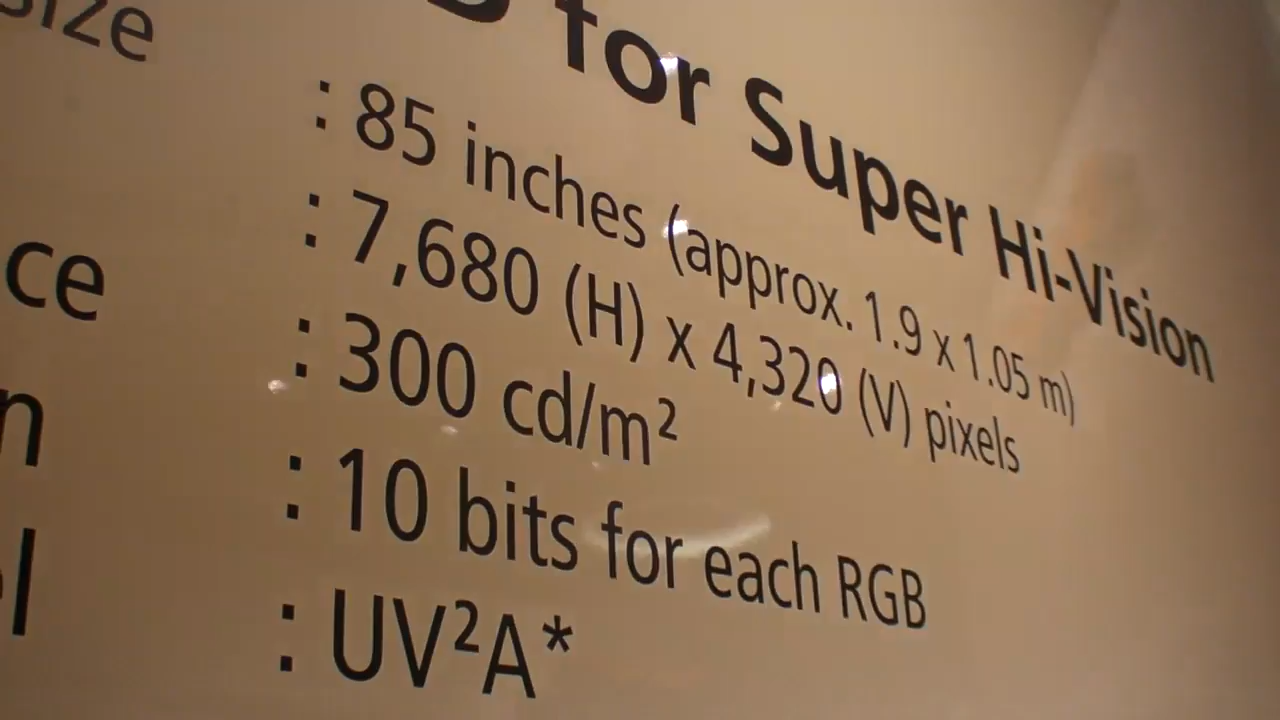 for Super Hi-Vision
size : 85 inches (approx. 1.9 x 1.05 m)
: 7,680 (H) x 4,320 (V) pixels
ce : 300 cd/m²
n : 10 bits for each RGB
l : UV²A*